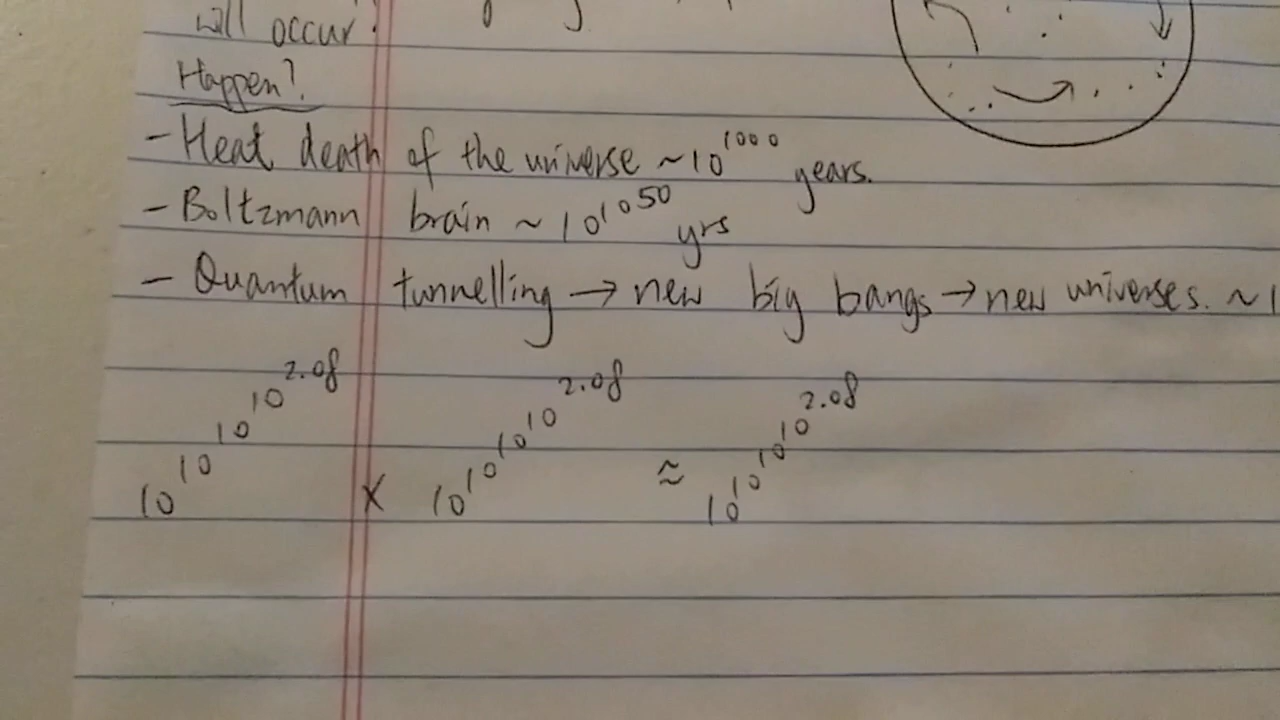 will occur?
Happen?
- Heat death of the universe ~10^1000 years.
- Boltzmann brain ~ 10^10^50 yrs
- Quantum tunnelling → new big bangs → new universes. ~1
10^10^10^10^2.08 x 10^10^10^10^2.08 ≈ 10^10^10^10^2.08